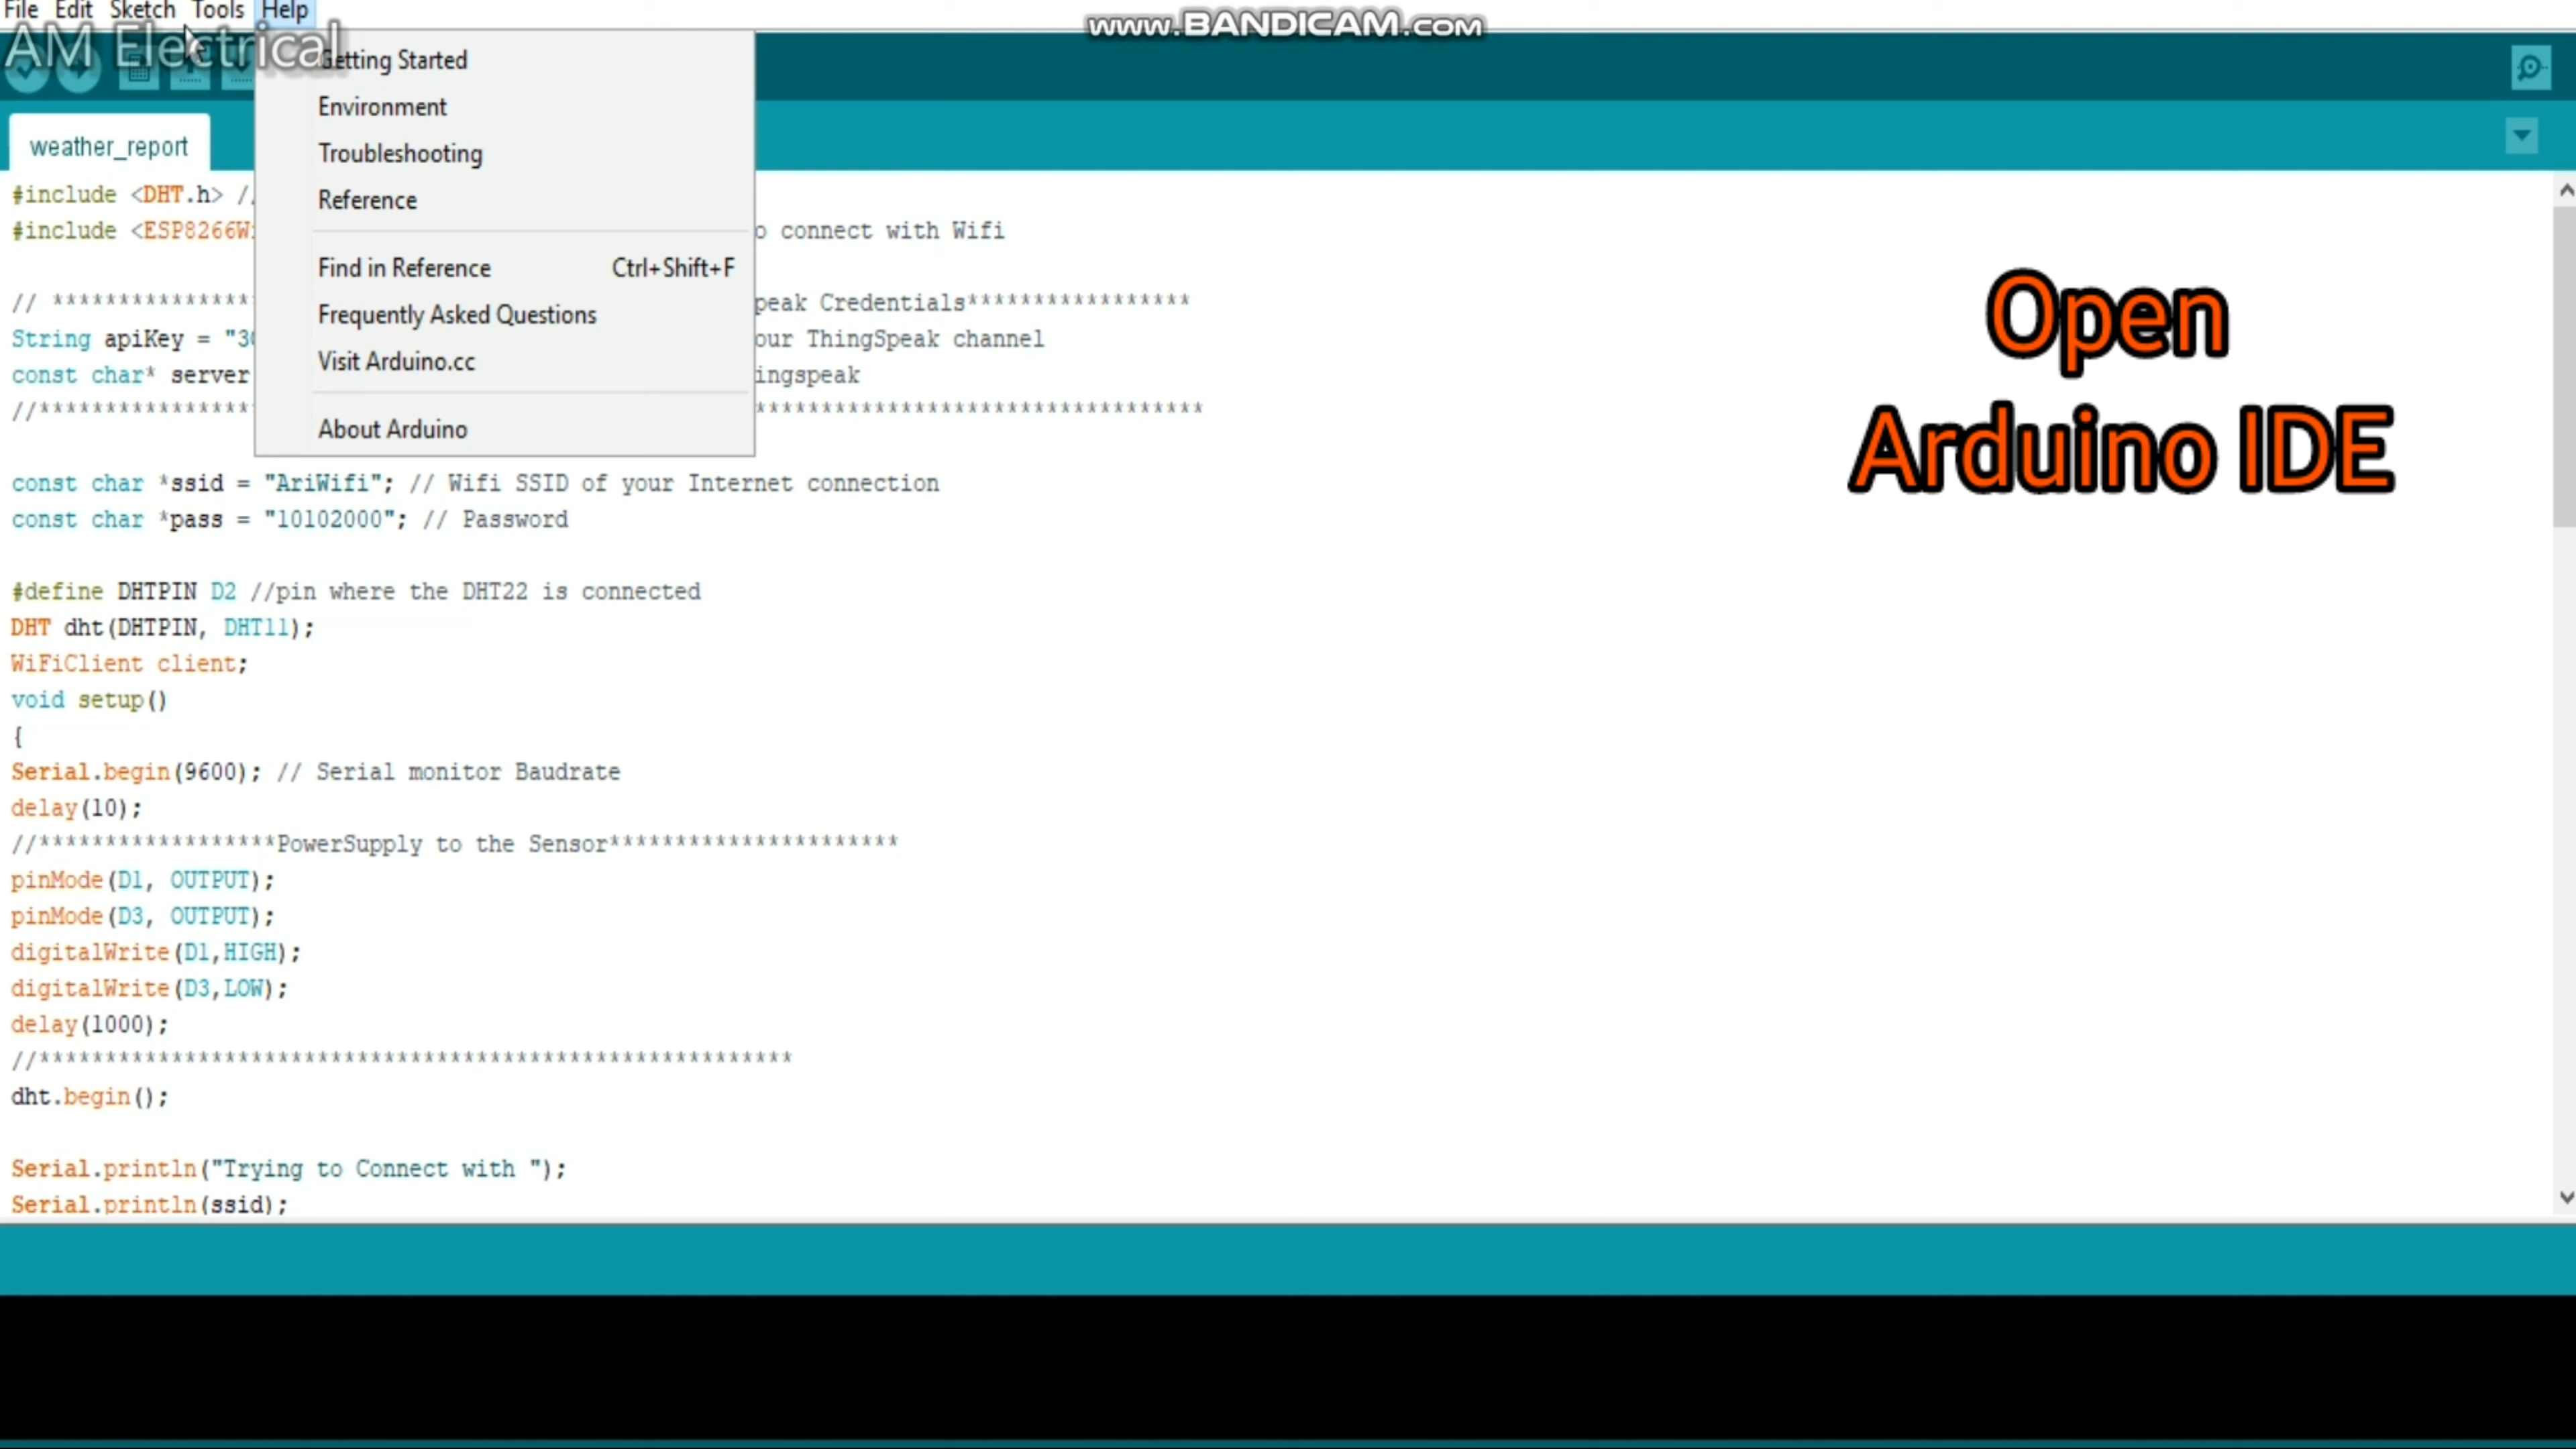 File Edit Sketch Tools Help
AM Electrical
www.BANDICAM.com
Getting Started
Environment
Troubleshooting
Reference
Find in Reference Ctrl+Shift+F
Frequently Asked Questions
Visit Arduino.cc
About Arduino
Open
Arduino IDE
weather_report
#include <DHT.h> //
#include <ESP8266Wi o connect with Wifi
// **************** peak Credentials*****************
String apiKey = "30 our ThingSpeak channel
const char* server ingspeak
//**************** **********************************
const char *ssid = "AriWifi"; // Wifi SSID of your Internet connection
const char *pass = "10102000"; // Password
#define DHTPIN D2 //pin where the DHT22 is connected
DHT dht(DHTPIN, DHT11);
WiFiClient client;
void setup()
{
Serial.begin(9600); // Serial monitor Baudrate
delay(10);
//******************PowerSupply to the Sensor**********************
pinMode(D1, OUTPUT);
pinMode(D3, OUTPUT);
digitalWrite(D1,HIGH);
digitalWrite(D3,LOW);
delay(1000);
//*********************************************************
dht.begin();
Serial.println("Trying to Connect with ");
Serial.println(ssid);